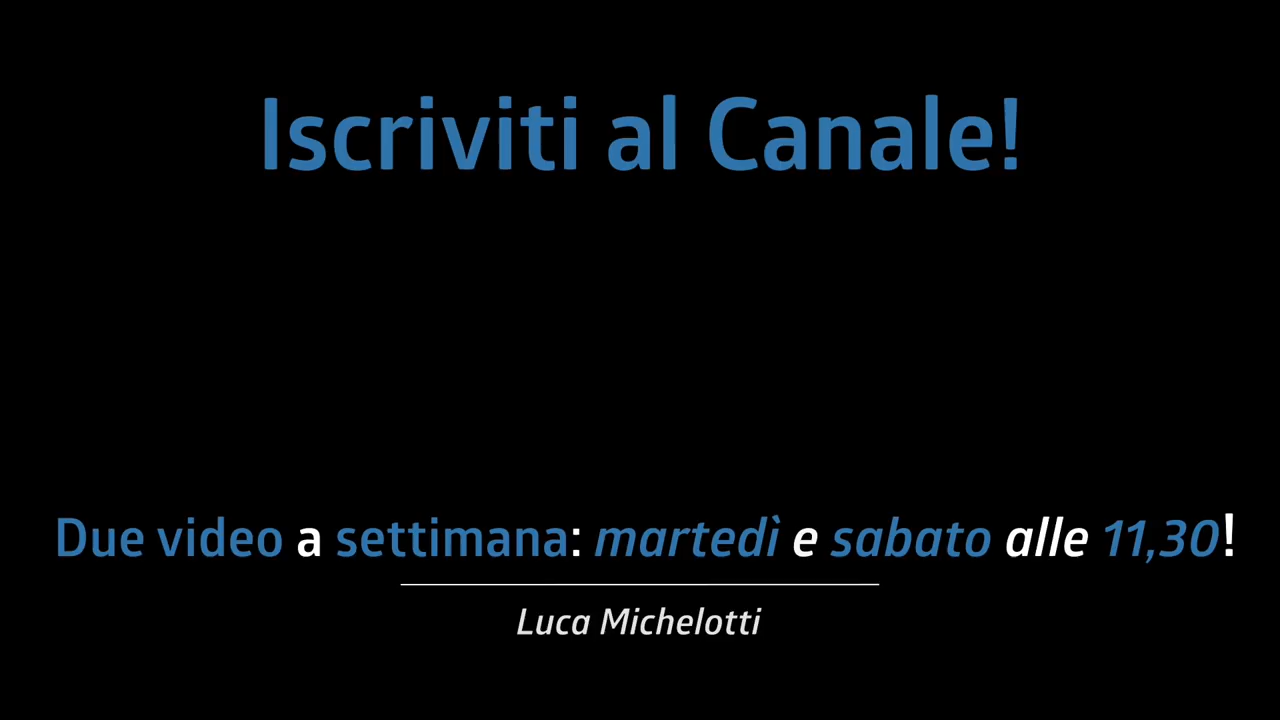 Iscriviti al Canale!
Due video a settimana: martedì e sabato alle 11,30!
Luca Michelotti